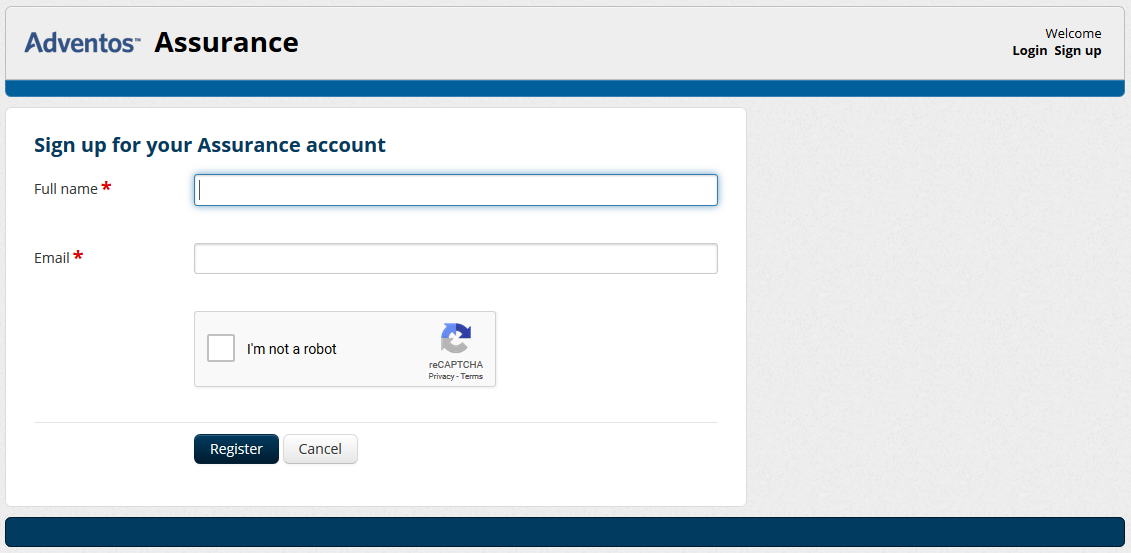 Adventos™ Assurance
Welcome
Login Sign up
Sign up for your Assurance account
Full name *
Email *
I'm not a robot
reCAPTCHA
Privacy - Terms
Register Cancel